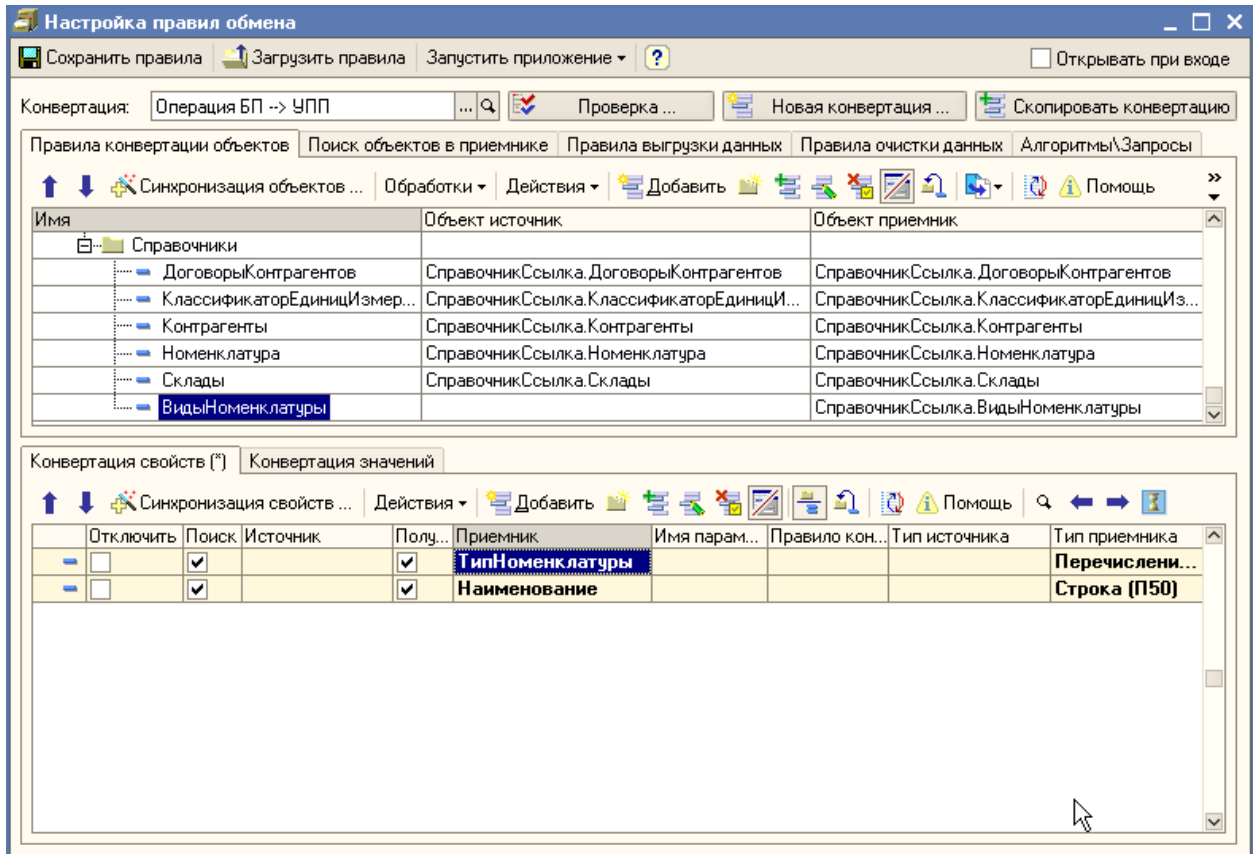 Настройка правил обмена
Сохранить правила Загрузить правила Запустить приложение ? Открывать при входе
Конвертация: Операция БП --> УПП ... Проверка ... Новая конвертация ... Скопировать конвертацию
Правила конвертации объектов Поиск объектов в приемнике Правила выгрузки данных Правила очистки данных Алгоритмы\Запросы
Синхронизация объектов ... Обработки Действия Добавить Помощь
Имя Объект источник Объект приемник
Справочники
ДоговорыКонтрагентов СправочникСсылка.ДоговорыКонтрагентов СправочникСсылка.ДоговорыКонтрагентов
КлассификаторЕдиницИзмер... СправочникСсылка.КлассификаторЕдиницИ... СправочникСсылка.КлассификаторЕдиницИз...
Контрагенты СправочникСсылка.Контрагенты СправочникСсылка.Контрагенты
Номенклатура СправочникСсылка.Номенклатура СправочникСсылка.Номенклатура
Склады СправочникСсылка.Склады СправочникСсылка.Склады
ВидыНоменклатуры СправочникСсылка.ВидыНоменклатуры
Конвертация свойств (*) Конвертация значений
Синхронизация свойств ... Действия Добавить Помощь
Отключить Поиск Источник Полу... Приемник Имя парам... Правило кон... Тип источника Тип приемника
ТипНоменклатуры Перечислени...
Наименование Строка (П50)